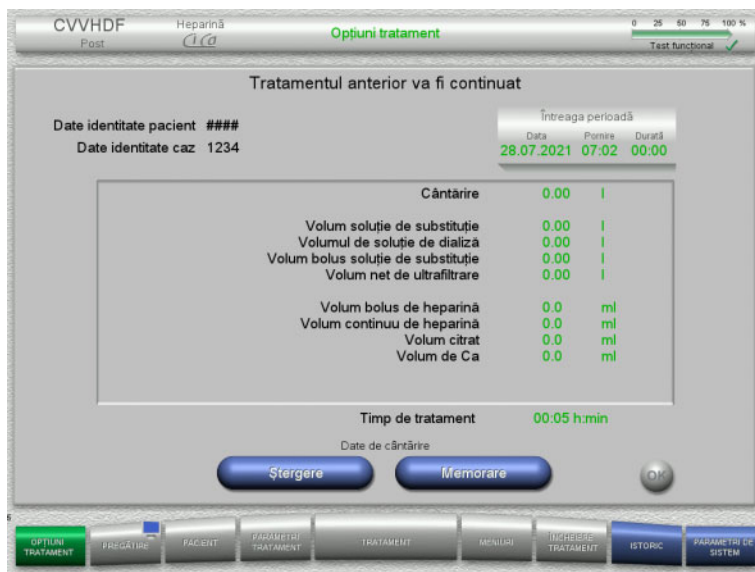 CVVHDF Heparină Opțiuni tratament 0 25 50 75 100 %
Post Ci Ca Test functional
Tratamentul anterior va fi continuat
Întreaga perioadă
Date identitate pacient ####
Data Pornire Durată
Date identitate caz 1234
28.07.2021 07:02 00:00
Cântărire 0.00 l
Volum soluție de substituție 0.00 l
Volumul de soluție de dializă 0.00 l
Volum bolus soluție de substituție 0.00 l
Volum net de ultrafiltrare 0.00 l
Volum bolus de heparină 0.0 ml
Volum continuu de heparină 0.0 ml
Volum citrat 0.0 ml
Volum de Ca 0.0 ml
Timp de tratament 00:05 h:min
Date de cântărire
Ștergere Memorare OK
6
OPȚIUNI TRATAMENT PREGĂTIRE PACIENT PARAMETRI TRATAMENT TRATAMENT MENIURI ÎNCHEIERE TRATAMENT ISTORIC PARAMETRI DE SISTEM